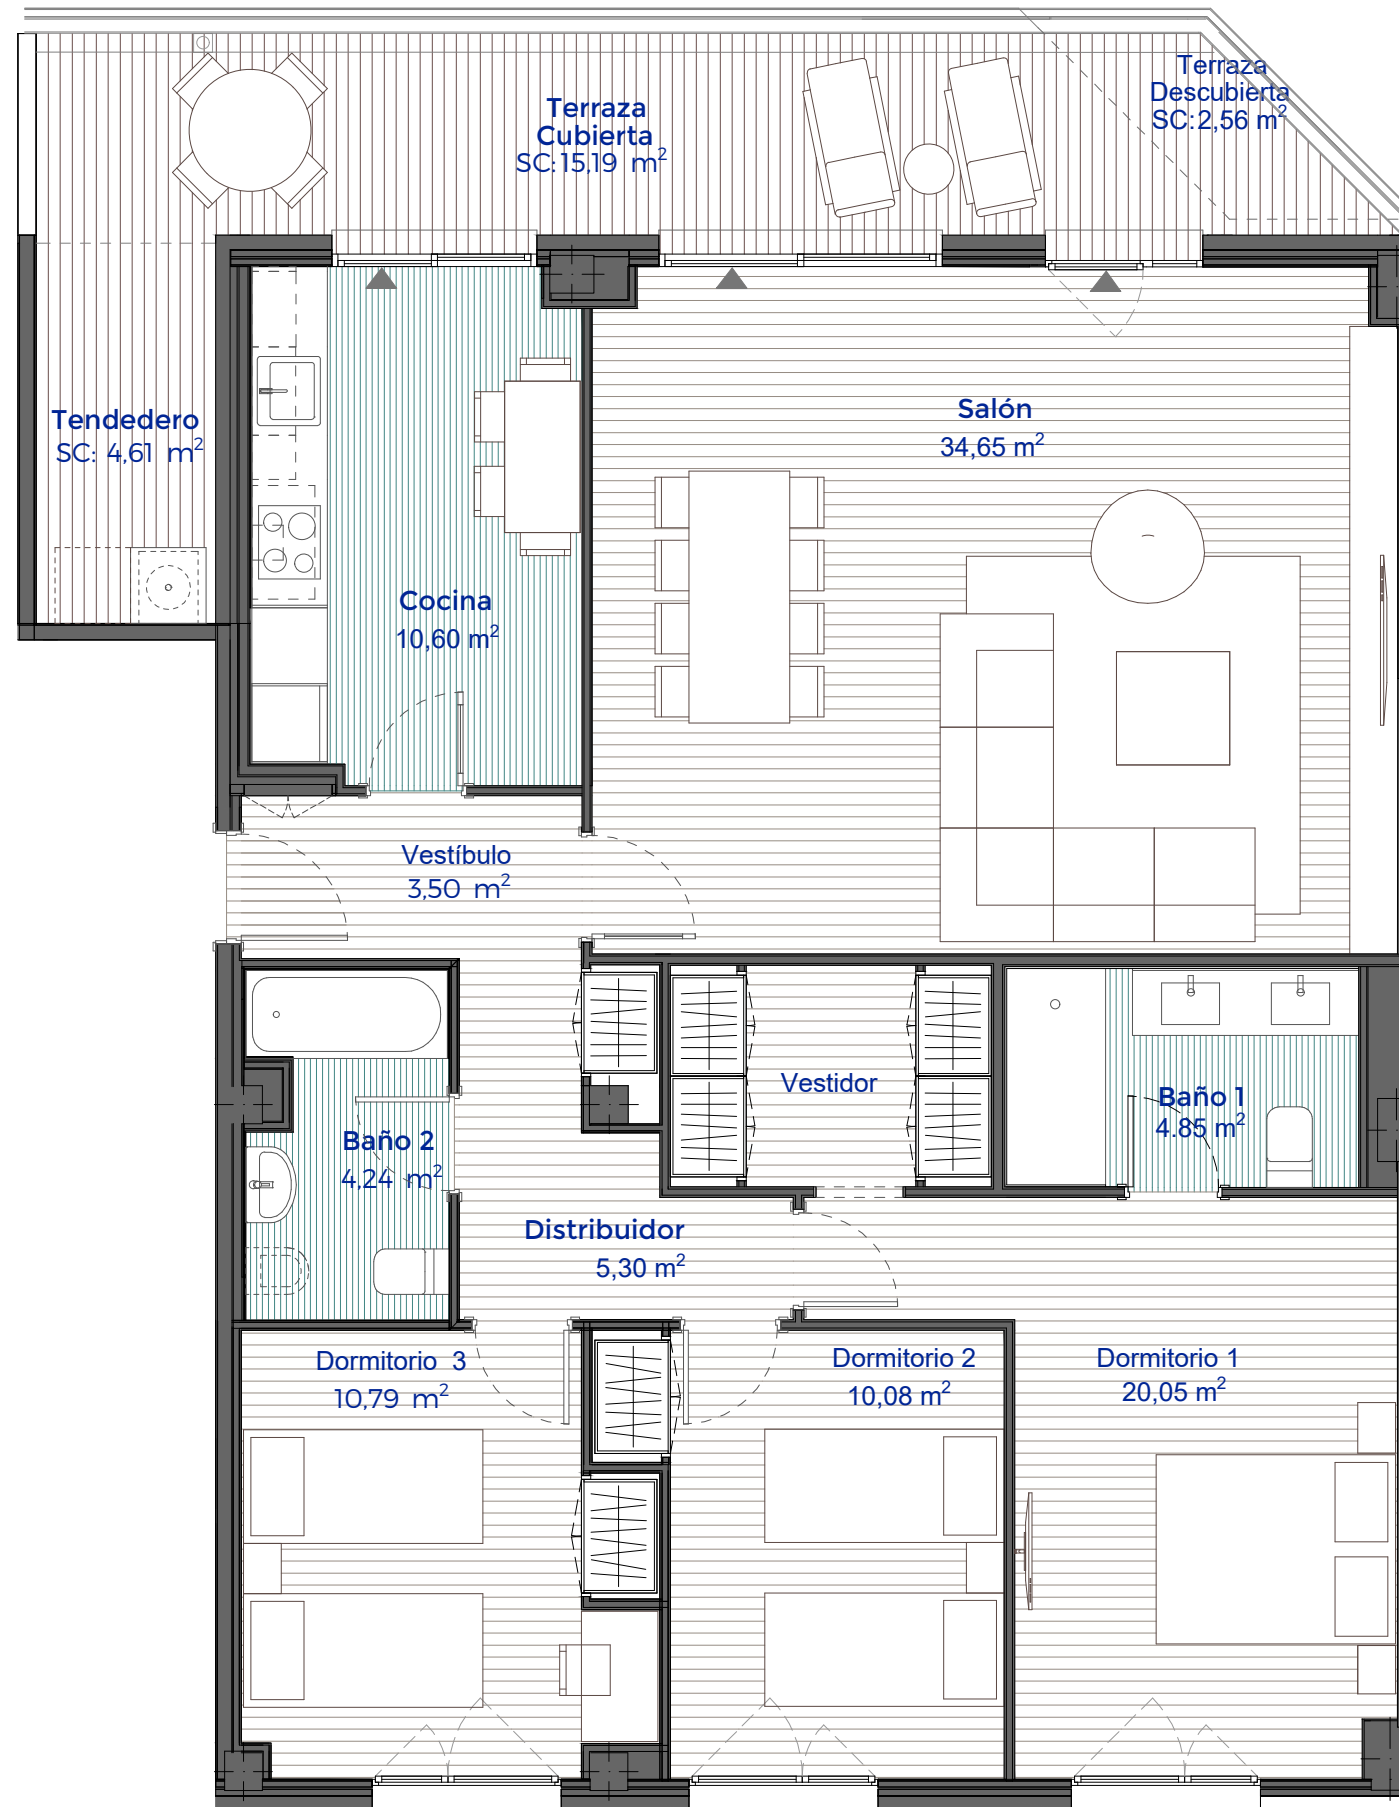 Terraza
Descubierta
SC:2,56 m²
Terraza
Cubierta
SC:15,19 m²
Tendedero
SC: 4,61 m²
Salón
34,65 m²
Cocina
10,60 m²
Vestíbulo
3,50 m²
Vestidor
Baño 1
4.85 m²
Baño 2
4,24 m²
Distribuidor
5,30 m²
Dormitorio 3
10,79 m²
Dormitorio 2
10,08 m²
Dormitorio 1
20,05 m²